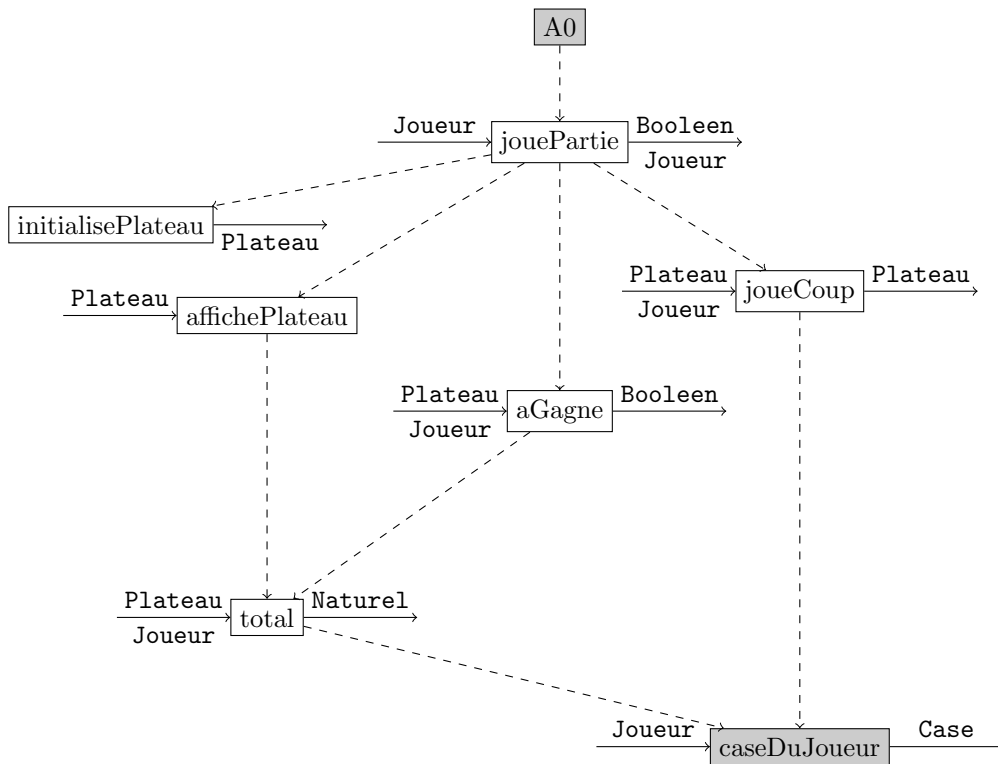 A0
Joueur
jouePartie
Booleen
Joueur
initialisePlateau
Plateau
Plateau
affichePlateau
Plateau
Joueur
joueCoup
Plateau
Plateau
Joueur
aGagne
Booleen
Plateau
Joueur
total
Naturel
Joueur
caseDuJoueur
Case